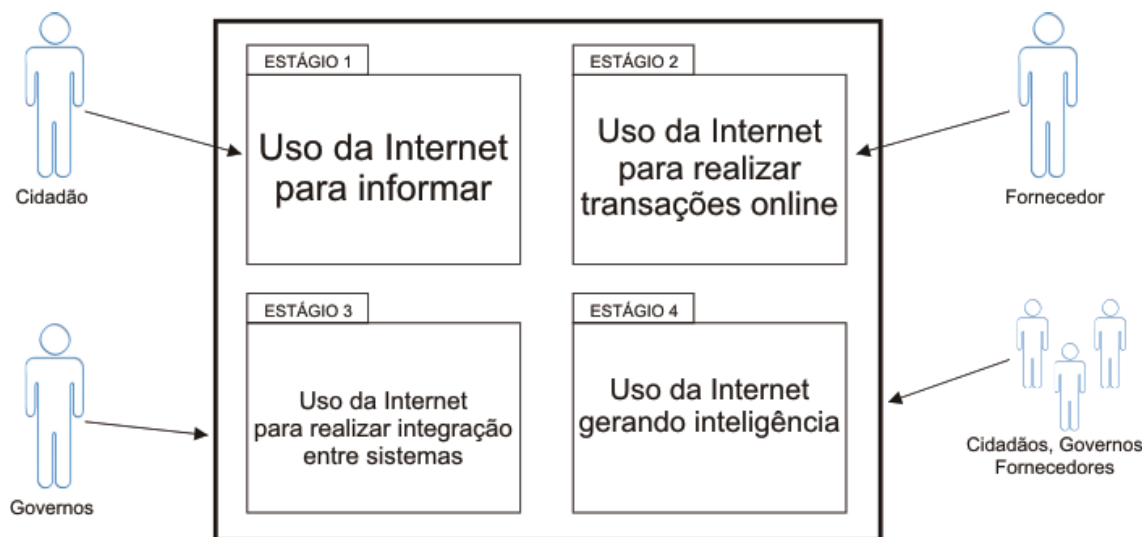 ESTÁGIO 1
Uso da Internet
para informar
ESTÁGIO 2
Uso da Internet
para realizar
transações online
Cidadão
Fornecedor
ESTÁGIO 3
Uso da Internet
para realizar integração
entre sistemas
ESTÁGIO 4
Uso da Internet
gerando inteligência
Governos
Cidadãos, Governos
Fornecedores